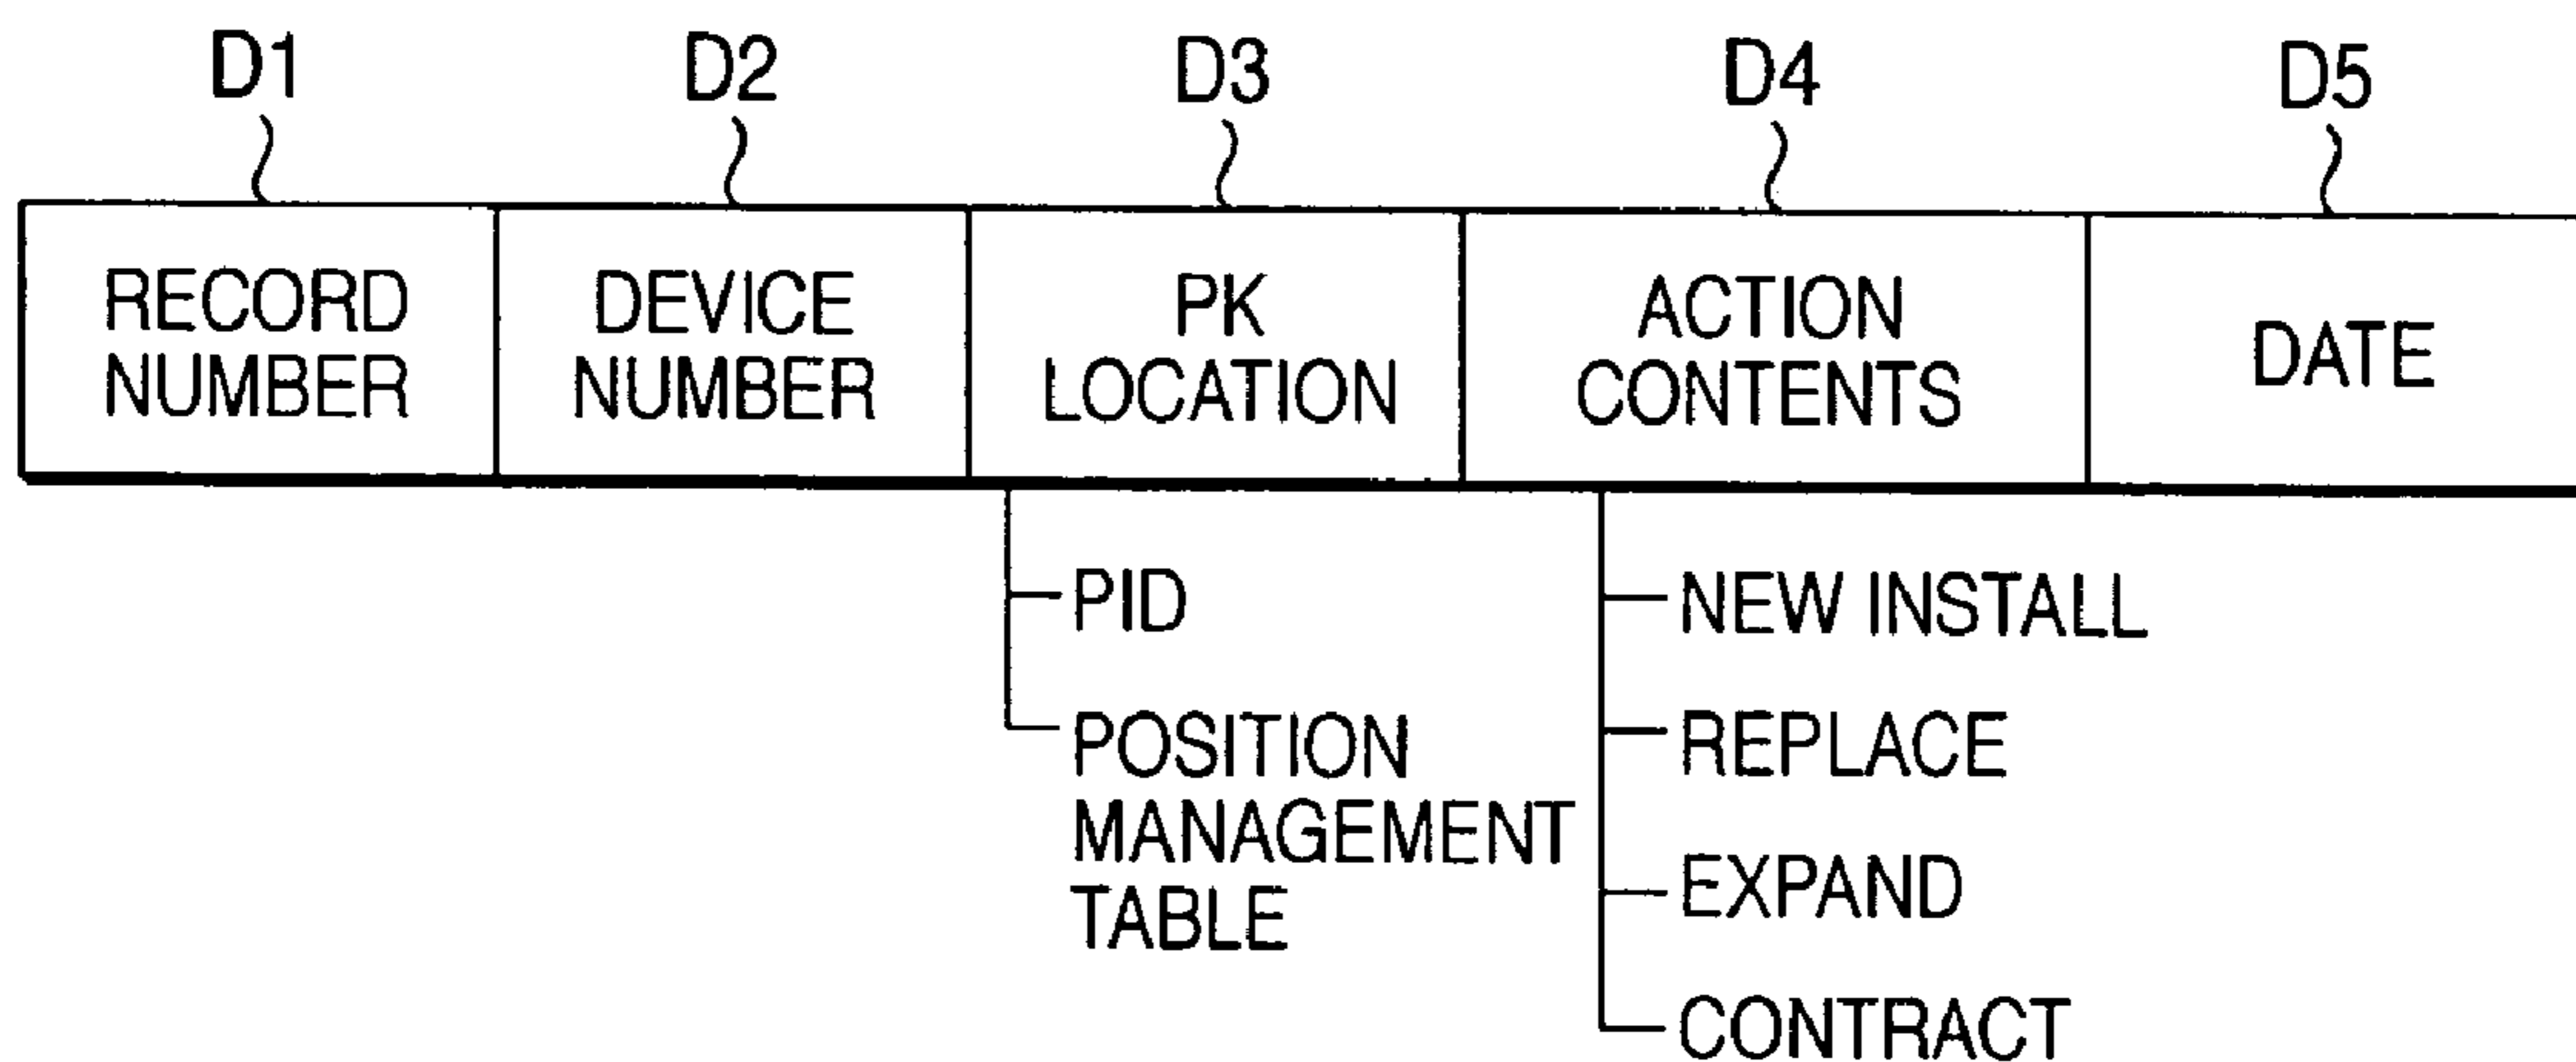 D1 D2 D3 D4 D5
RECORD NUMBER
DEVICE NUMBER
PK LOCATION
ACTION CONTENTS
DATE
PID
POSITION
MANAGEMENT
TABLE
NEW INSTALL
REPLACE
EXPAND
CONTRACT